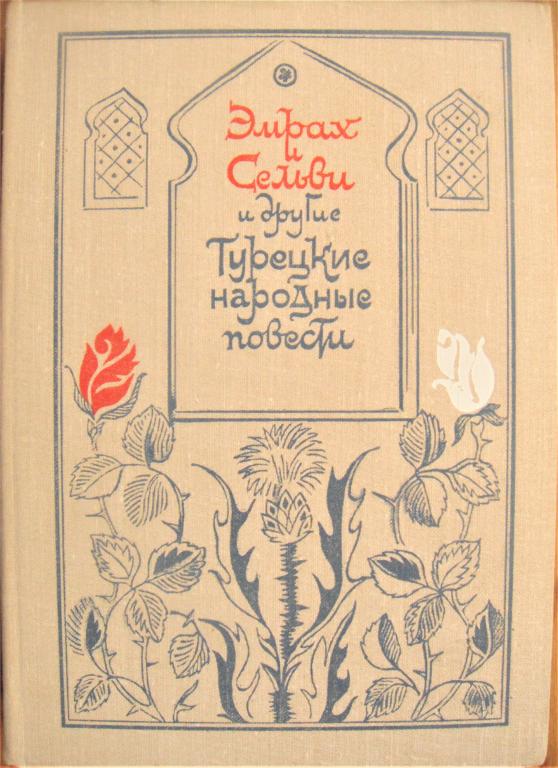 Эмрах
и
Сельви
и другие
Турецкие
народные
повести